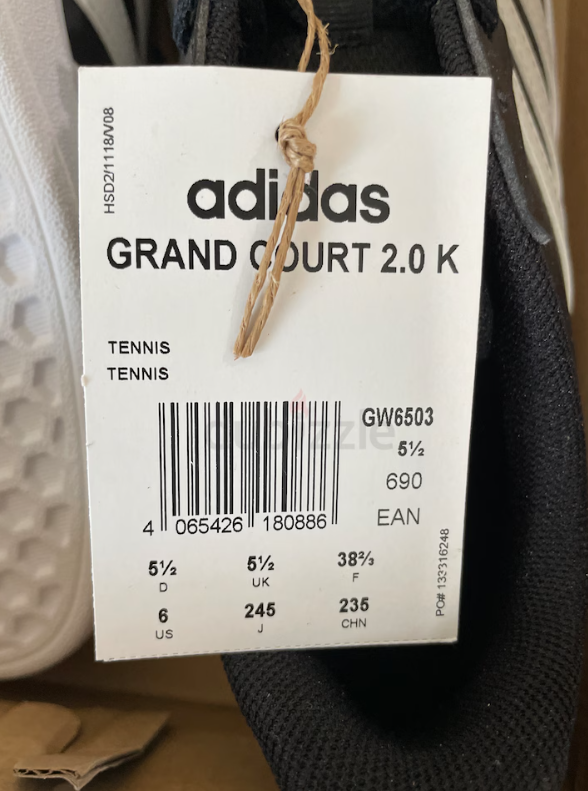 HSD2/1118/V08
adidas
GRAND COURT 2.0 K
TENNIS
TENNIS
GW6503
5½
690
EAN
4 065426 180886
5½ 5½ 38⅔
D UK F
6 245 235
US J CHN
PO# 133316248
dubizzle